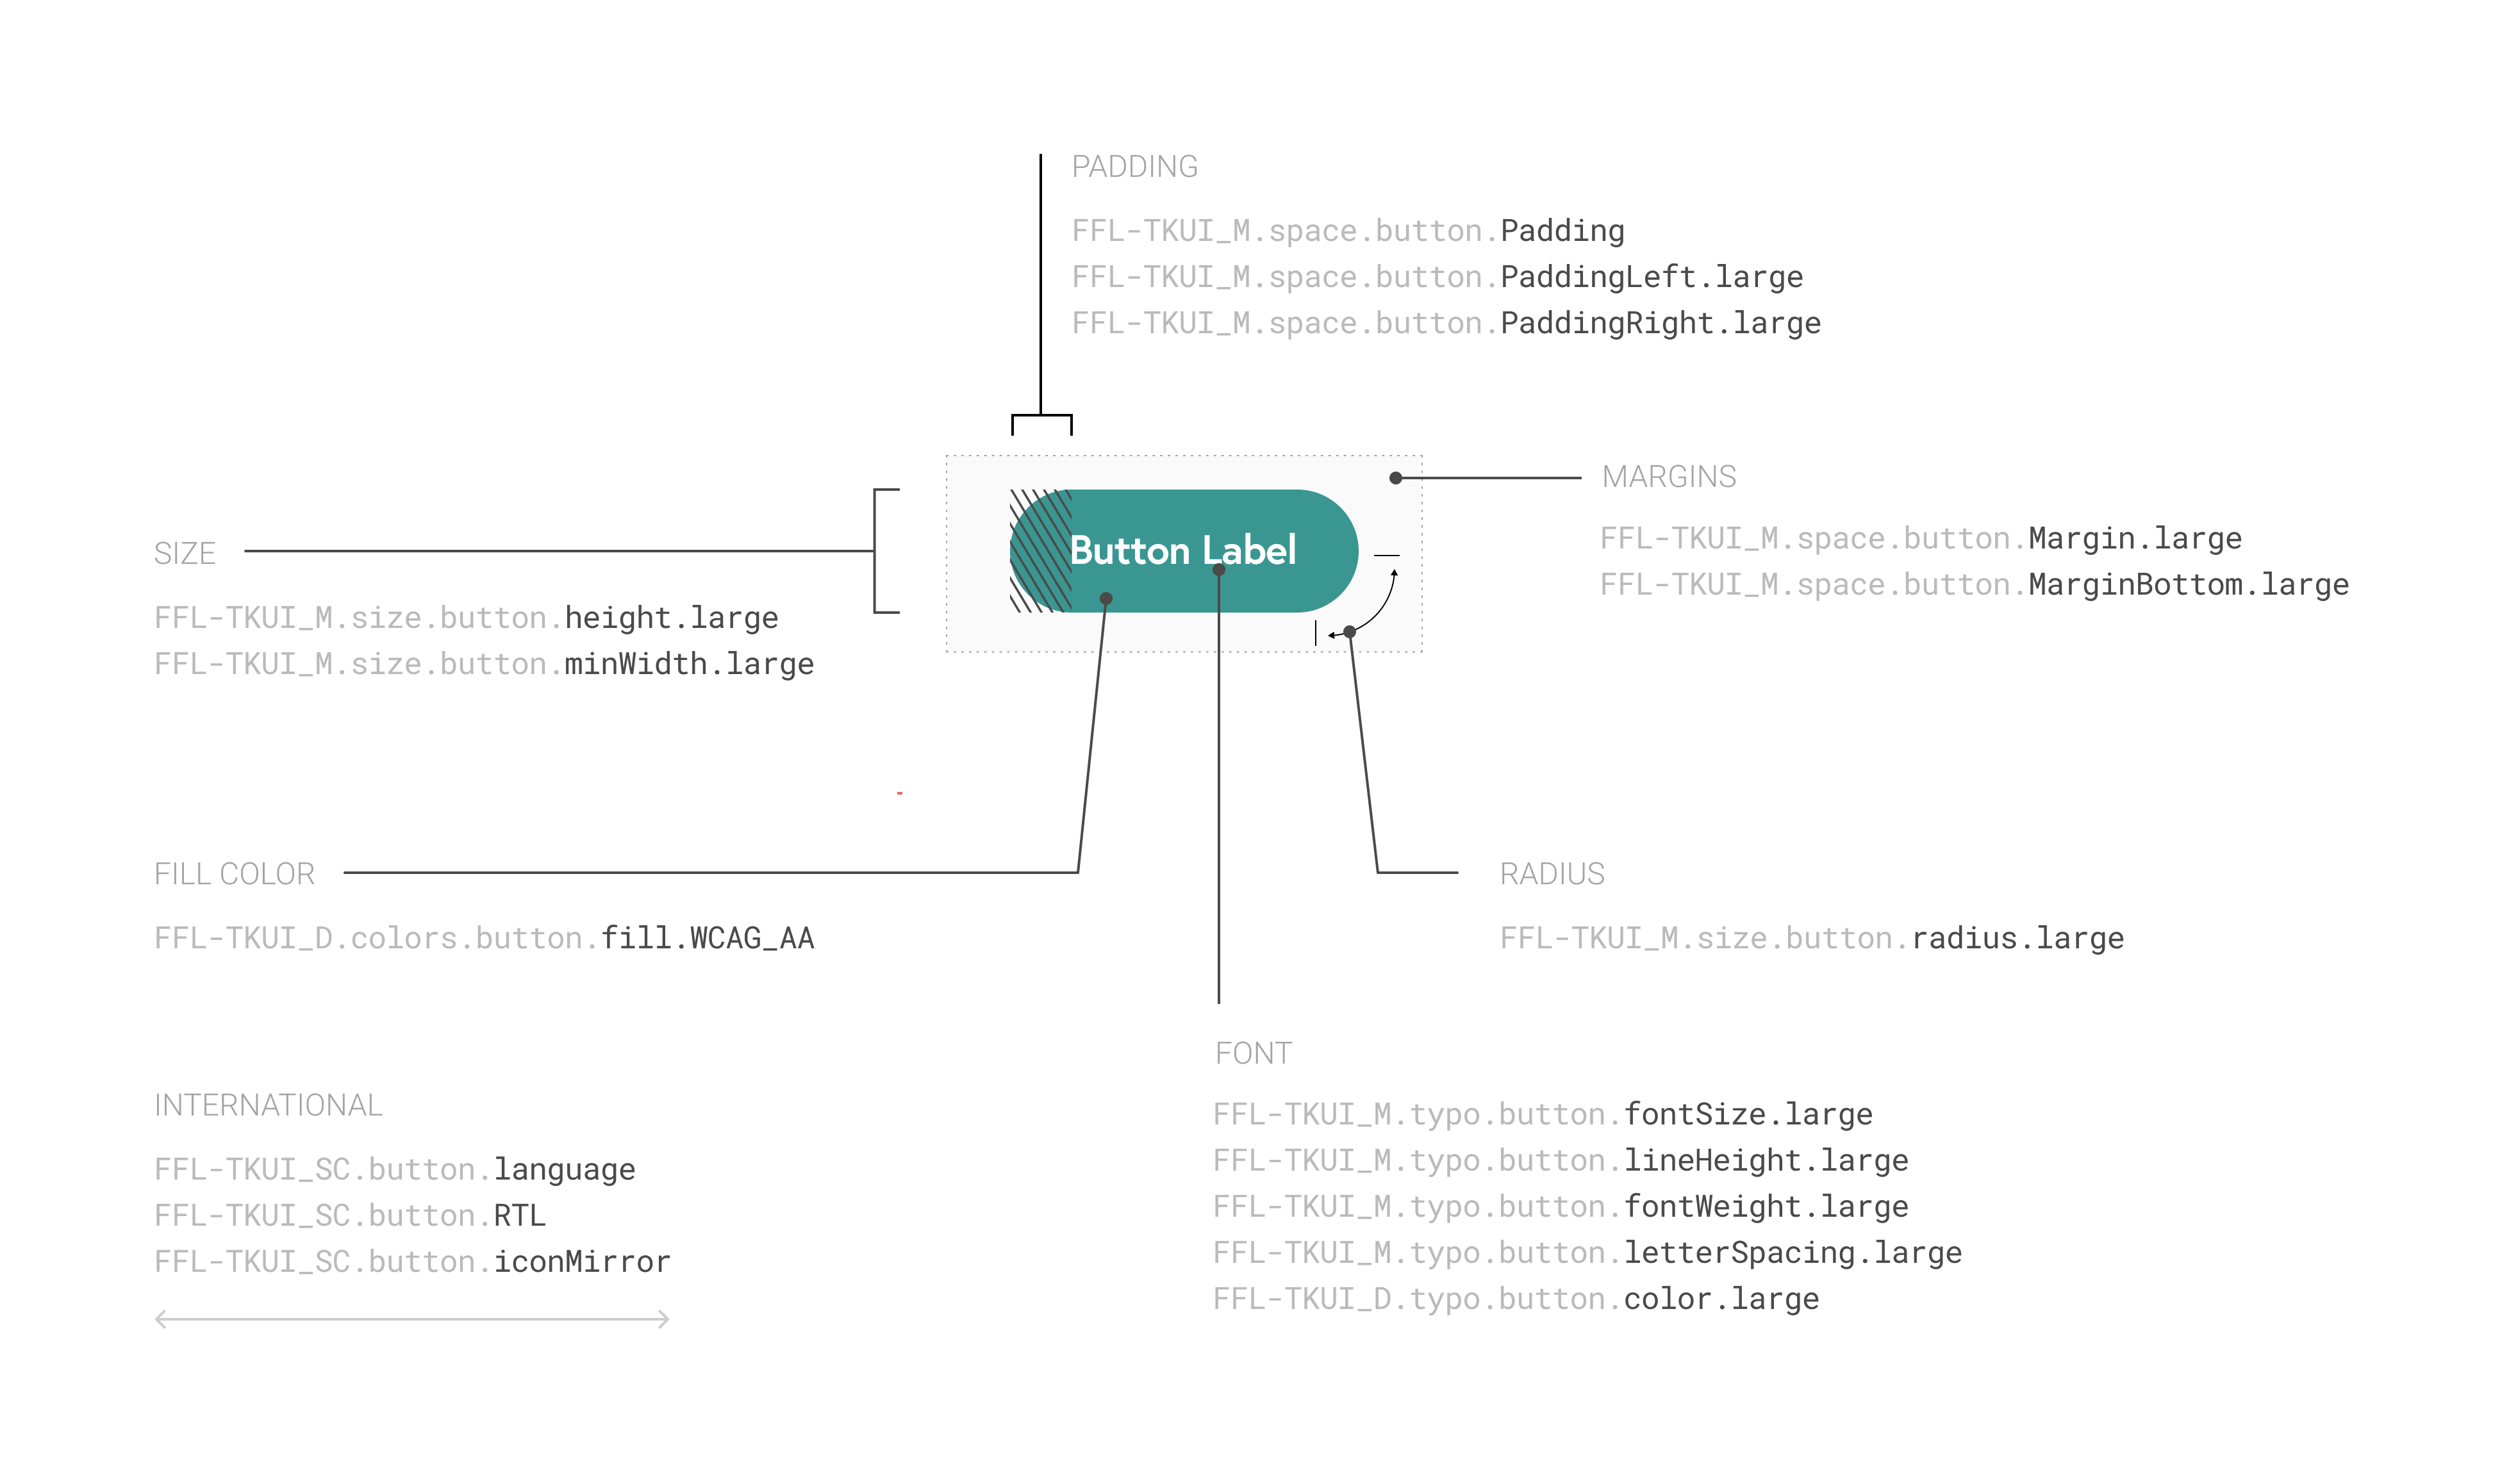 PADDING
FFL-TKUI_M.space.button.Padding
FFL-TKUI_M.space.button.PaddingLeft.large
FFL-TKUI_M.space.button.PaddingRight.large
MARGINS
FFL-TKUI_M.space.button.Margin.large
FFL-TKUI_M.space.button.MarginBottom.large
Button Label
SIZE
FFL-TKUI_M.size.button.height.large
FFL-TKUI_M.size.button.minWidth.large
FILL COLOR
FFL-TKUI_D.colors.button.fill.WCAG_AA
RADIUS
FFL-TKUI_M.size.button.radius.large
FONT
FFL-TKUI_M.typo.button.fontSize.large
FFL-TKUI_M.typo.button.lineHeight.large
FFL-TKUI_M.typo.button.fontWeight.large
FFL-TKUI_M.typo.button.letterSpacing.large
FFL-TKUI_D.typo.button.color.large
INTERNATIONAL
FFL-TKUI_SC.button.language
FFL-TKUI_SC.button.RTL
FFL-TKUI_SC.button.iconMirror